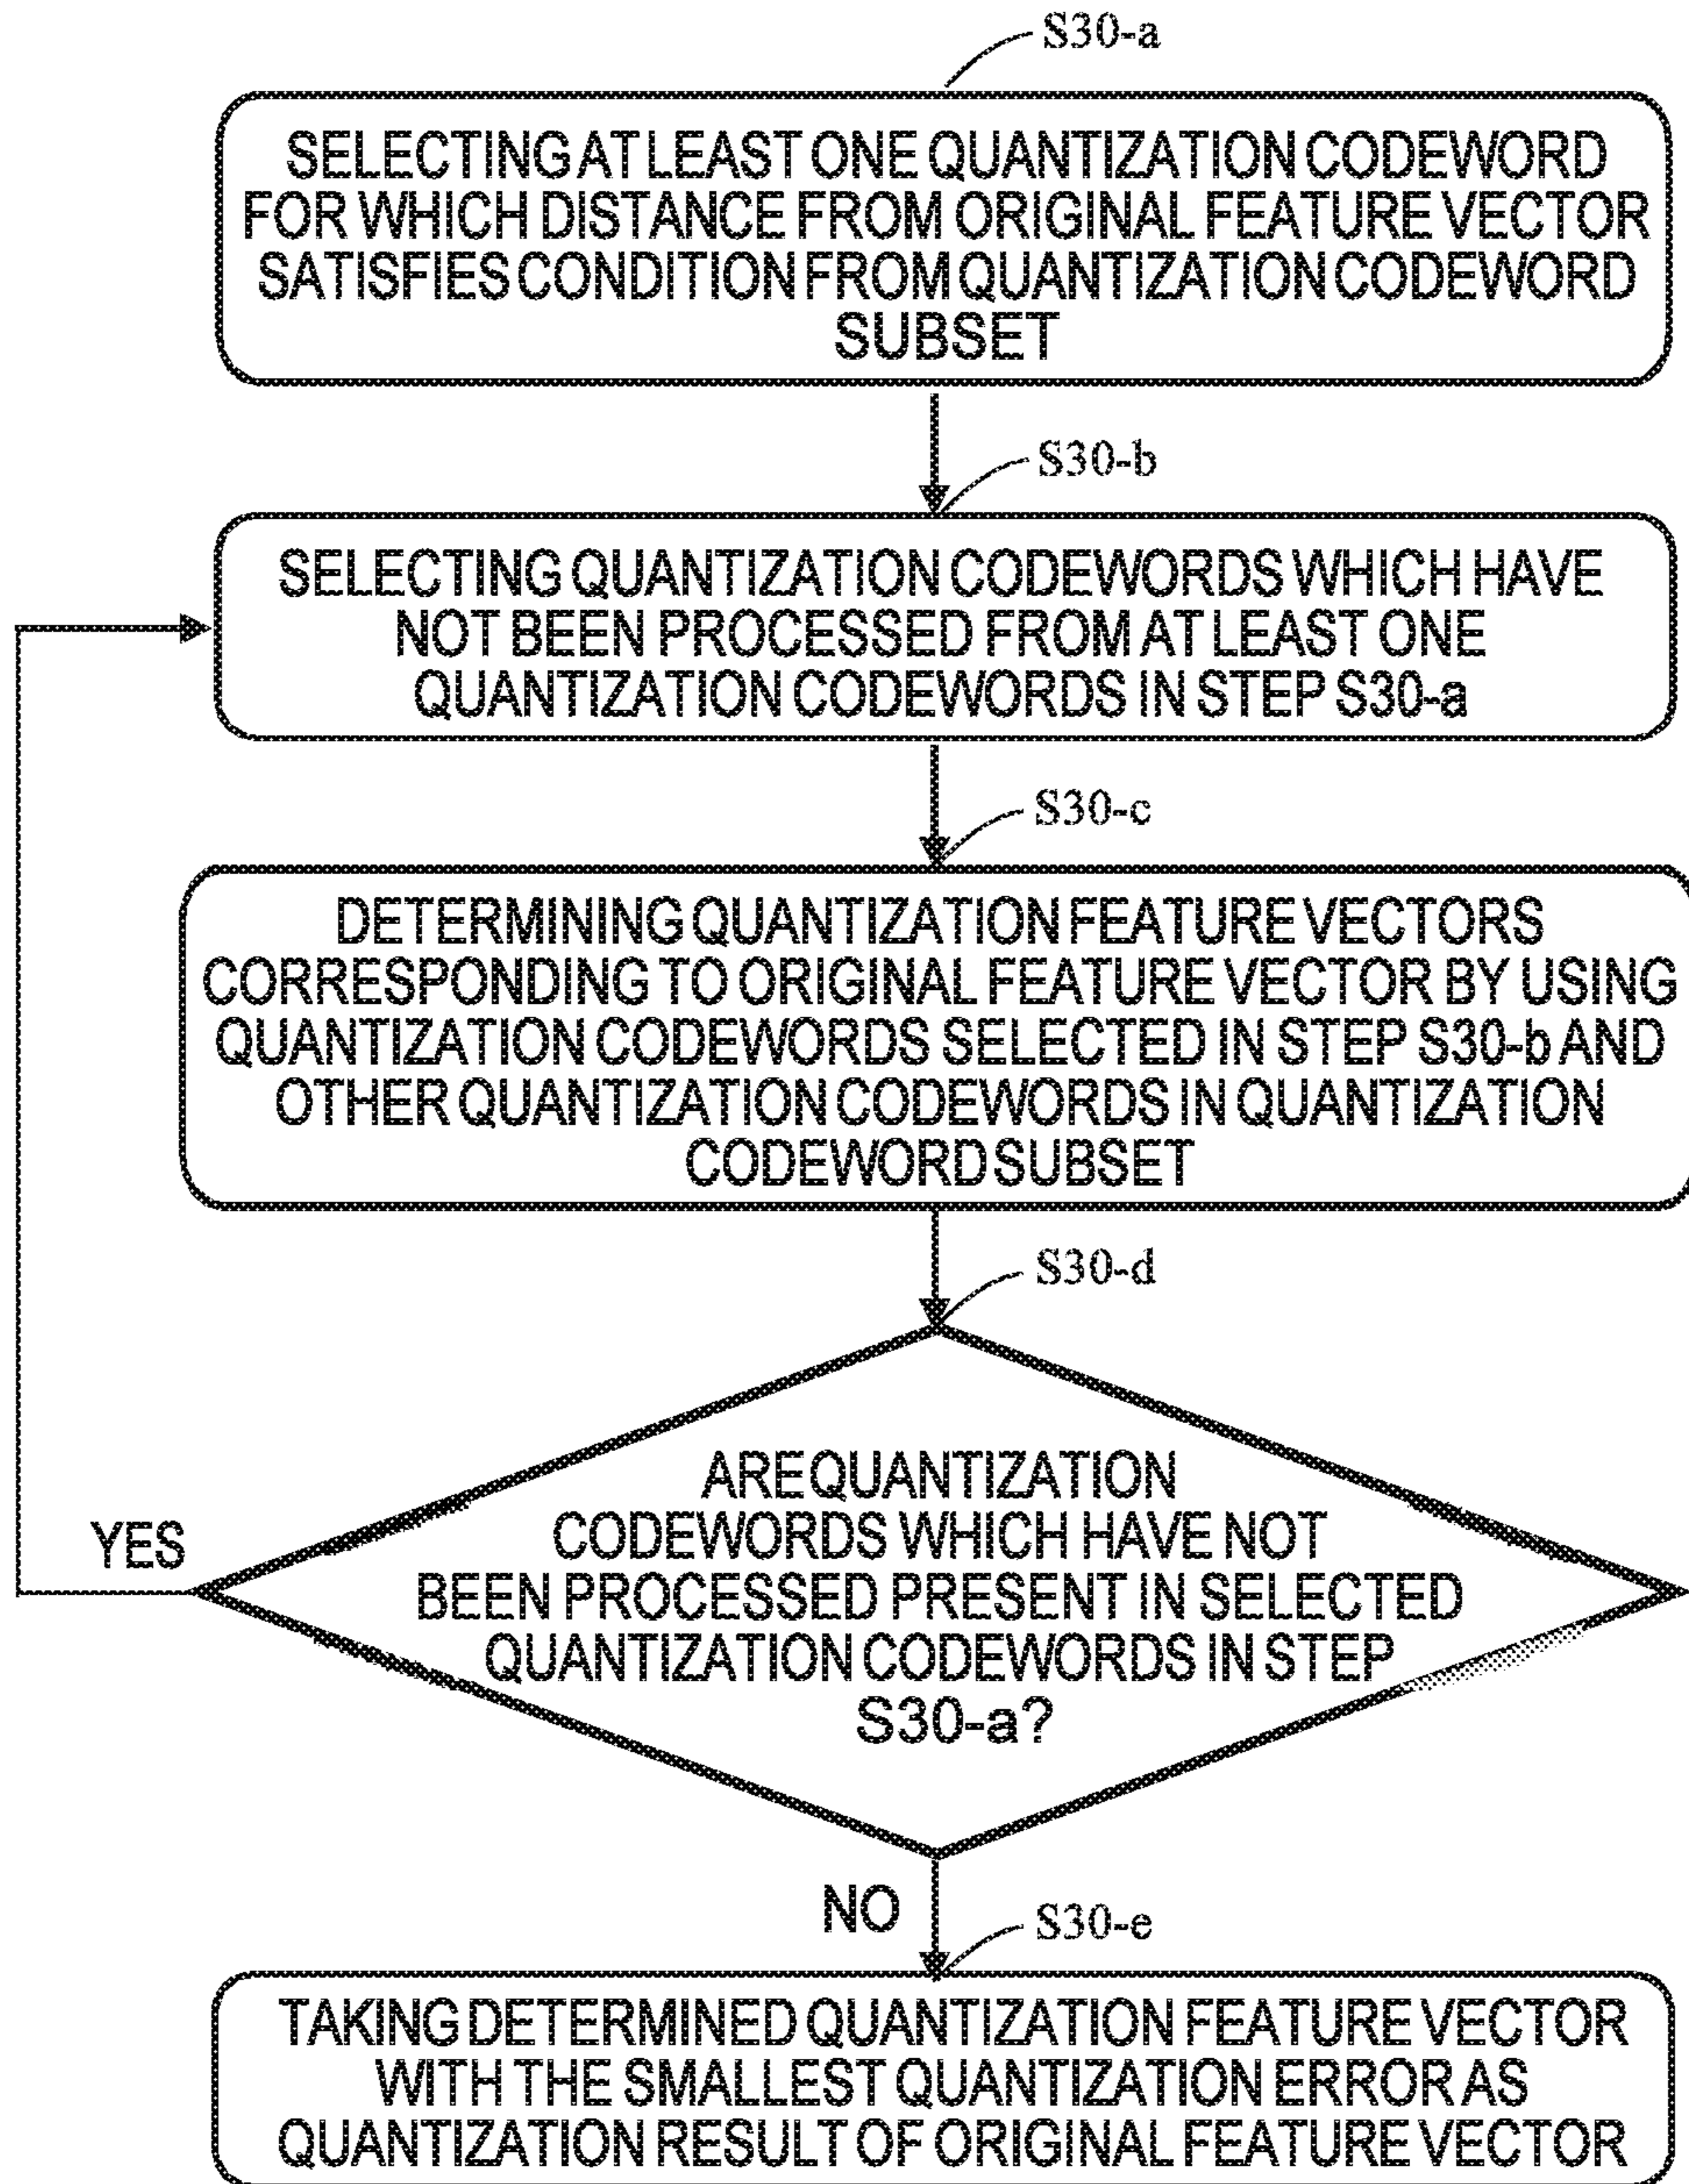 S30-a
SELECTING AT LEAST ONE QUANTIZATION CODEWORD
FOR WHICH DISTANCE FROM ORIGINAL FEATURE VECTOR
SATISFIES CONDITION FROM QUANTIZATION CODEWORD
SUBSET
S30-b
SELECTING QUANTIZATION CODEWORDS WHICH HAVE
NOT BEEN PROCESSED FROM AT LEAST ONE
QUANTIZATION CODEWORDS IN STEP S30-a
S30-c
DETERMINING QUANTIZATION FEATURE VECTORS
CORRESPONDING TO ORIGINAL FEATURE VECTOR BY USING
QUANTIZATION CODEWORDS SELECTED IN STEP S30-b AND
OTHER QUANTIZATION CODEWORDS IN QUANTIZATION
CODEWORD SUBSET
S30-d
ARE QUANTIZATION
CODEWORDS WHICH HAVE NOT
BEEN PROCESSED PRESENT IN SELECTED
QUANTIZATION CODEWORDS IN STEP
S30-a?
YES
NO
S30-e
TAKING DETERMINED QUANTIZATION FEATURE VECTOR
WITH THE SMALLEST QUANTIZATION ERROR AS
QUANTIZATION RESULT OF ORIGINAL FEATURE VECTOR